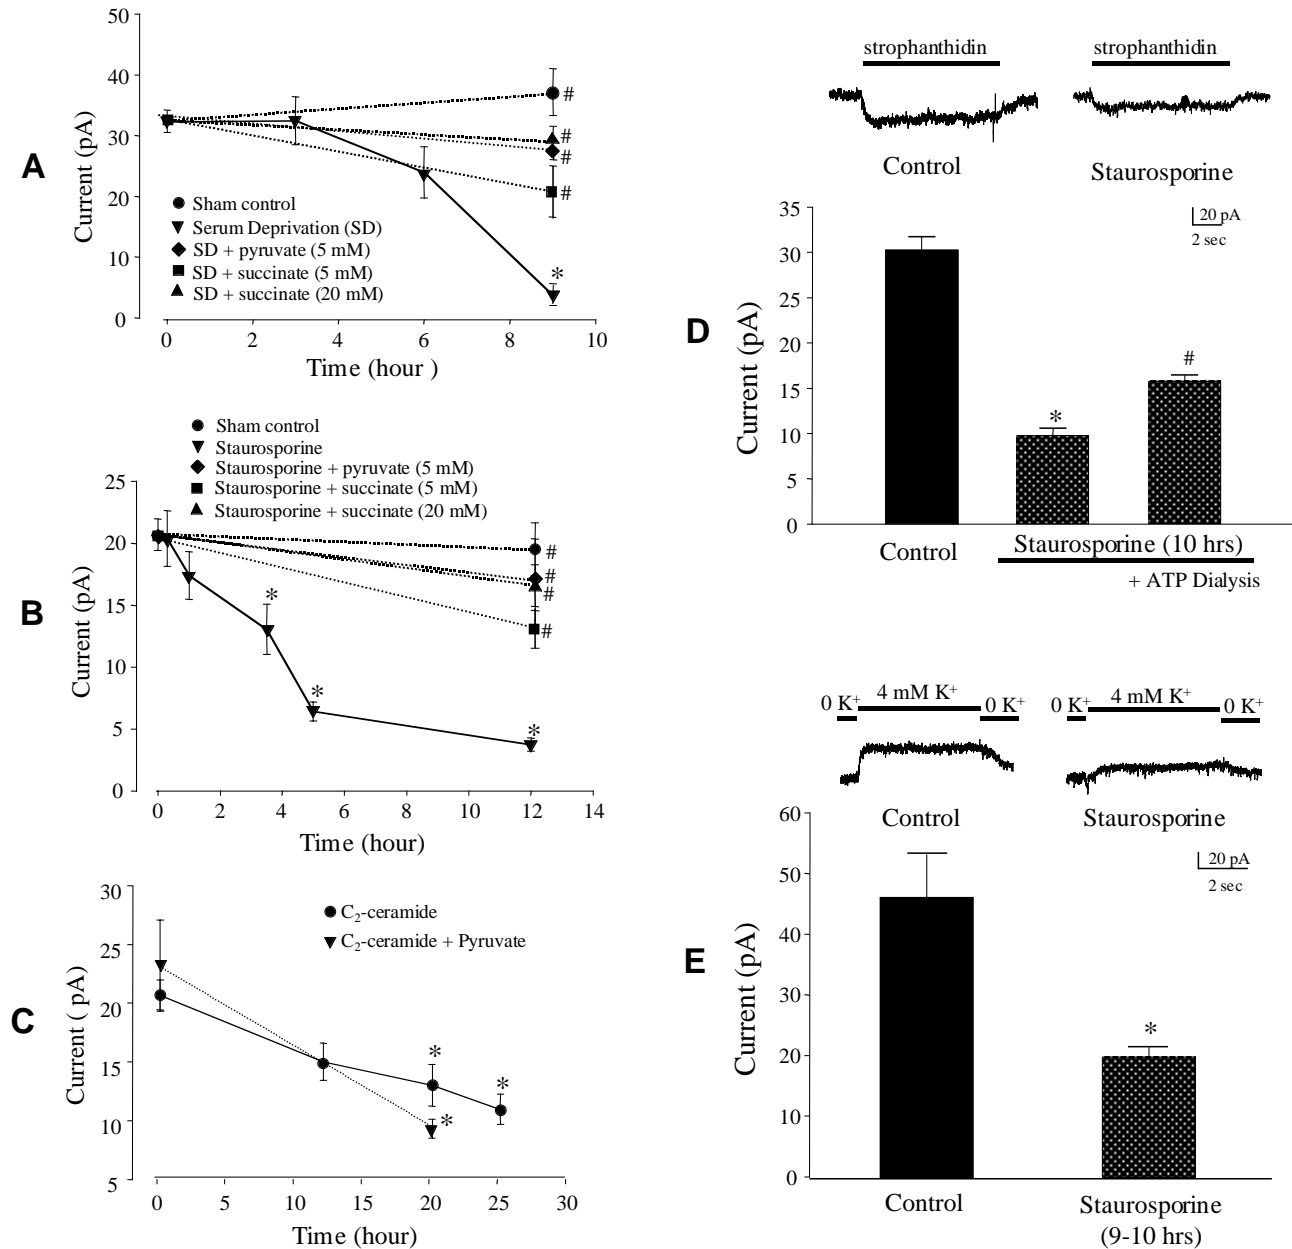 A
Current (pA)
50
40
30
20
10
0
#
#
#
#
*
Sham control
Serum Deprivation (SD)
SD + pyruvate (5 mM)
SD + succinate (5 mM)
SD + succinate (20 mM)
0 2 4 6 8 10
Time (hour )
B
Sham control
Staurosporine
Staurosporine + pyruvate (5 mM)
Staurosporine + succinate (5 mM)
Staurosporine + succinate (20 mM)
Current (pA)
25
20
15
10
5
0
#
#
#
#
*
*
*
0 2 4 6 8 10 12 14
Time (hour)
C
Current ( pA)
30
25
20
15
10
5
C2-ceramide
C2-ceramide + Pyruvate
*
*
*
0 5 10 15 20 25 30
Time (hour)
D
strophanthidin strophanthidin
Control Staurosporine
20 pA
2 sec
Current (pA)
35
30
25
20
15
10
5
0
*
#
Control Staurosporine (10 hrs)
+ ATP Dialysis
E
0 K+ 4 mM K+ 0 K+
0 K+ 4 mM K+ 0 K+
Control Staurosporine
20 pA
2 sec
Current (pA)
60
50
40
30
20
10
0
*
Control Staurosporine
(9-10 hrs)